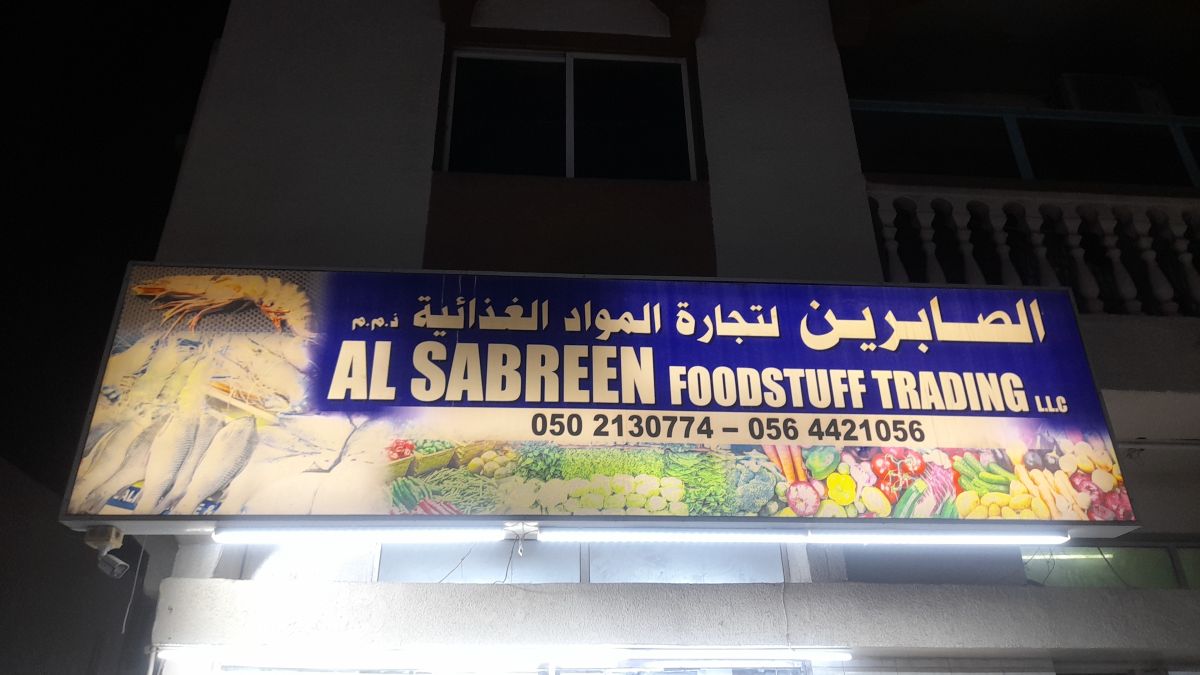 الصابرين لتجارة المواد الغذائية ذ.م.م
AL SABREEN FOODSTUFF TRADING L.L.C
050 2130774 – 056 4421056